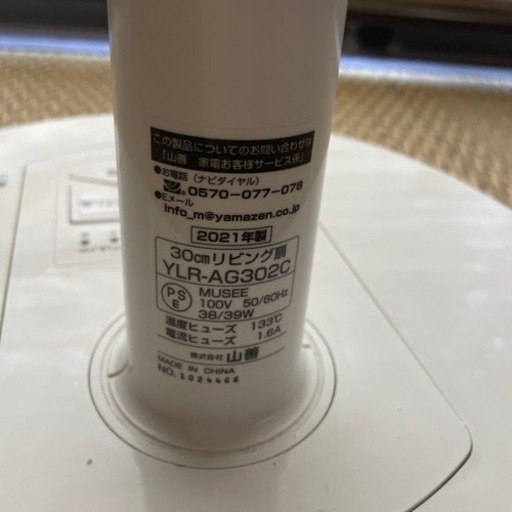 この製品についてのお問い合わせは
「山善 家電お客様サービス係」
●お電話（ナビダイヤル）
0570-077-078
●Eメール
info_m@yamazen.co.jp
2021年製
30cmリビング扇
YLR-AG302C
PSE
MUSEE
100V 50/60Hz
38/39W
温度ヒューズ 133℃
電流ヒューズ 1.6A
株式会社 山善
MADE IN CHINA
NO.1024466